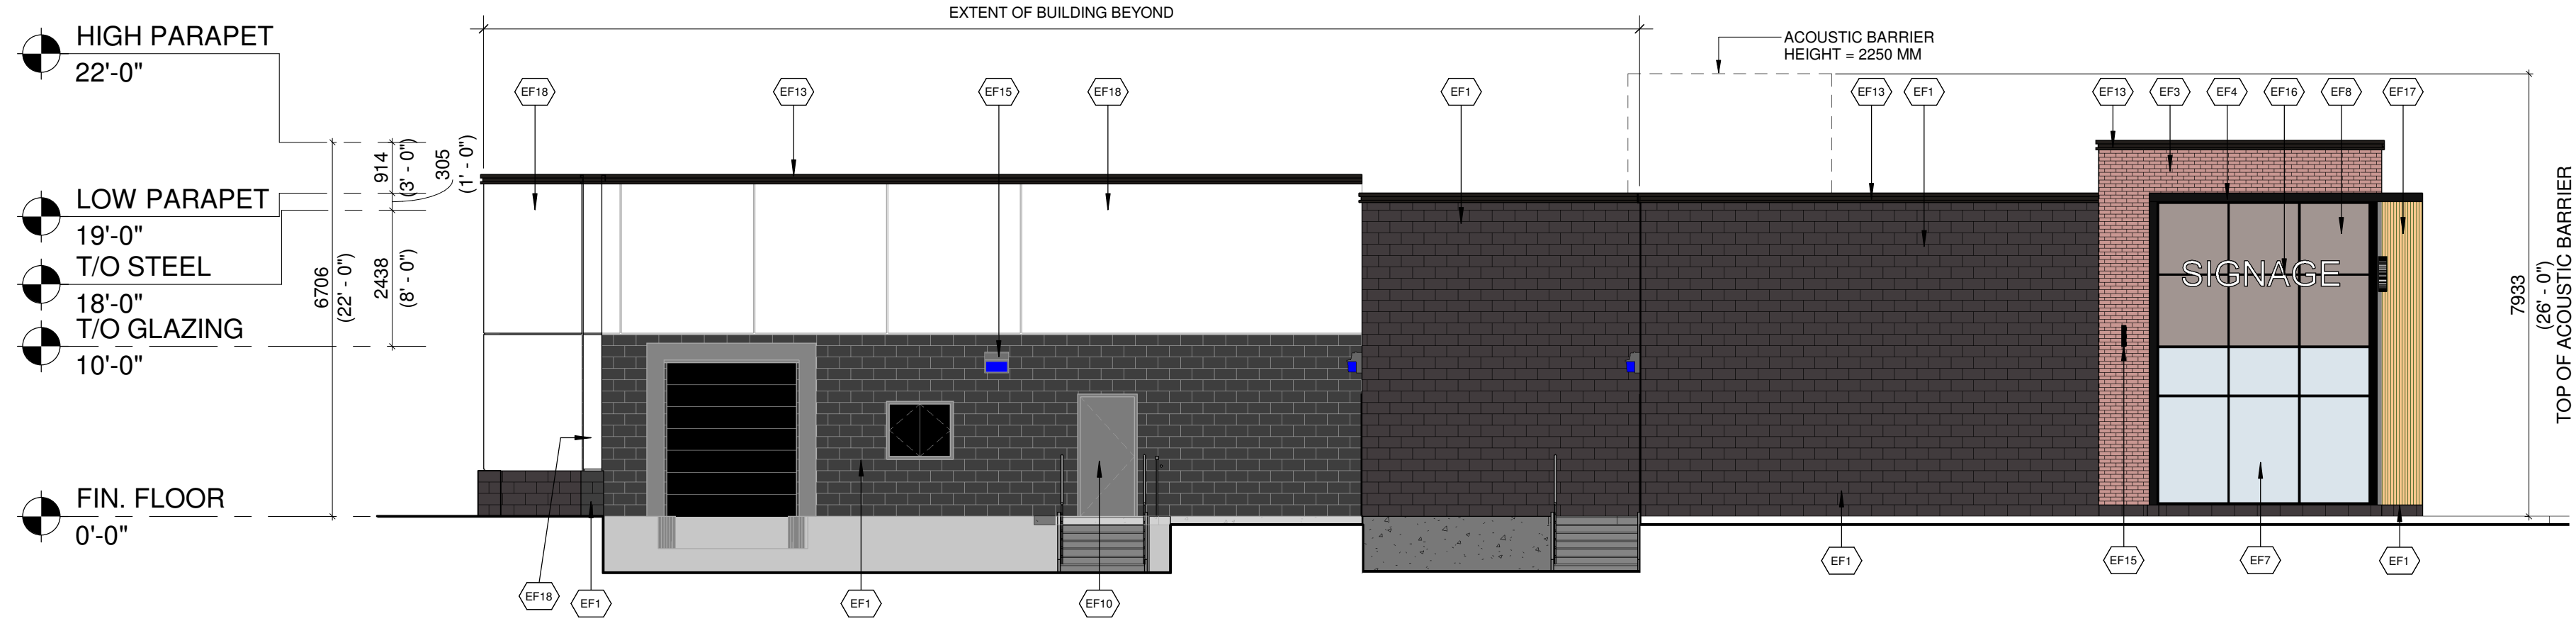 EXTENT OF BUILDING BEYOND
ACOUSTIC BARRIER
HEIGHT = 2250 MM
HIGH PARAPET
22'-0"
LOW PARAPET
19'-0"
T/O STEEL
18'-0"
T/O GLAZING
10'-0"
FIN. FLOOR
0'-0"
6706
(22' - 0")
914
(3' - 0")
305
(1' - 0")
2438
(8' - 0")
EF18
EF13
EF15
EF18
EF1
EF13
EF1
EF13
EF3
EF4
EF16
EF8
EF17
SIGNAGE
7933
(26' - 0")
TOP OF ACOUSTIC BARRIER
EF18
EF1
EF1
EF10
EF1
EF15
EF7
EF1